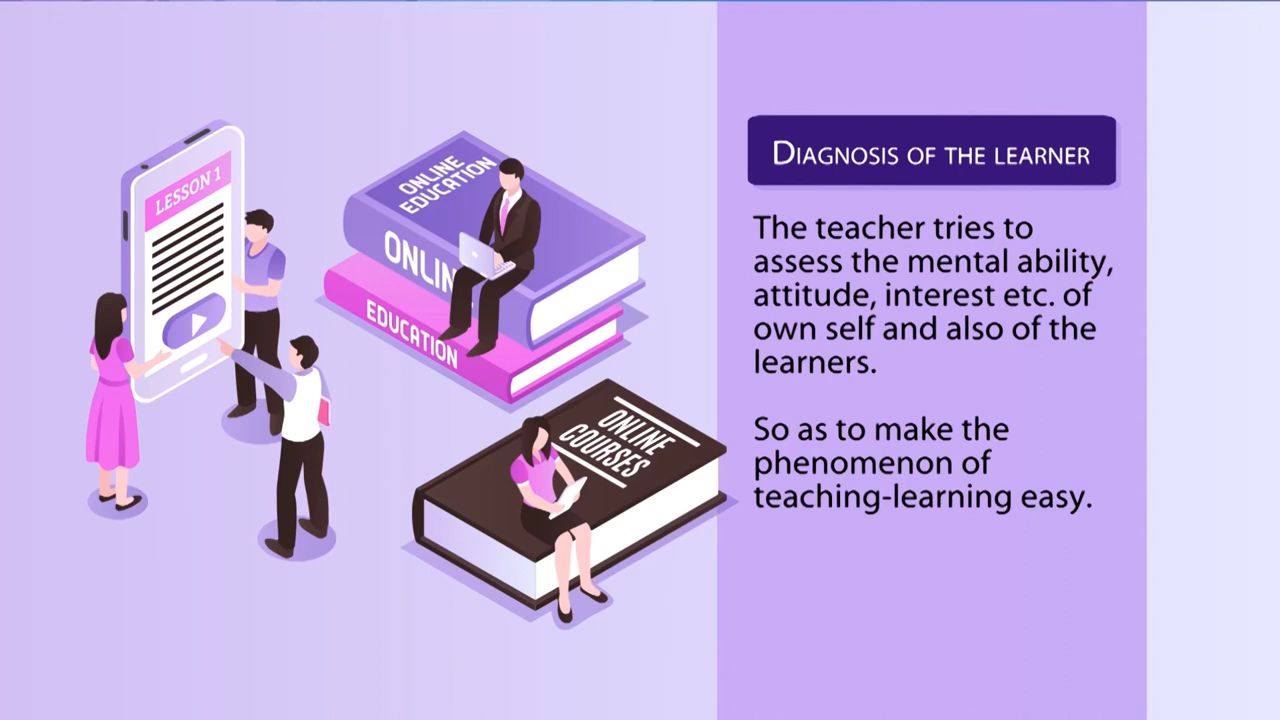 LESSON 1
ONLINE
EDUCATION
ONLIN
EDUCATION
ONLINE
COURSES
DIAGNOSIS OF THE LEARNER
The teacher tries to
assess the mental ability,
attitude, interest etc. of
own self and also of the
learners.
So as to make the
phenomenon of
teaching-learning easy.